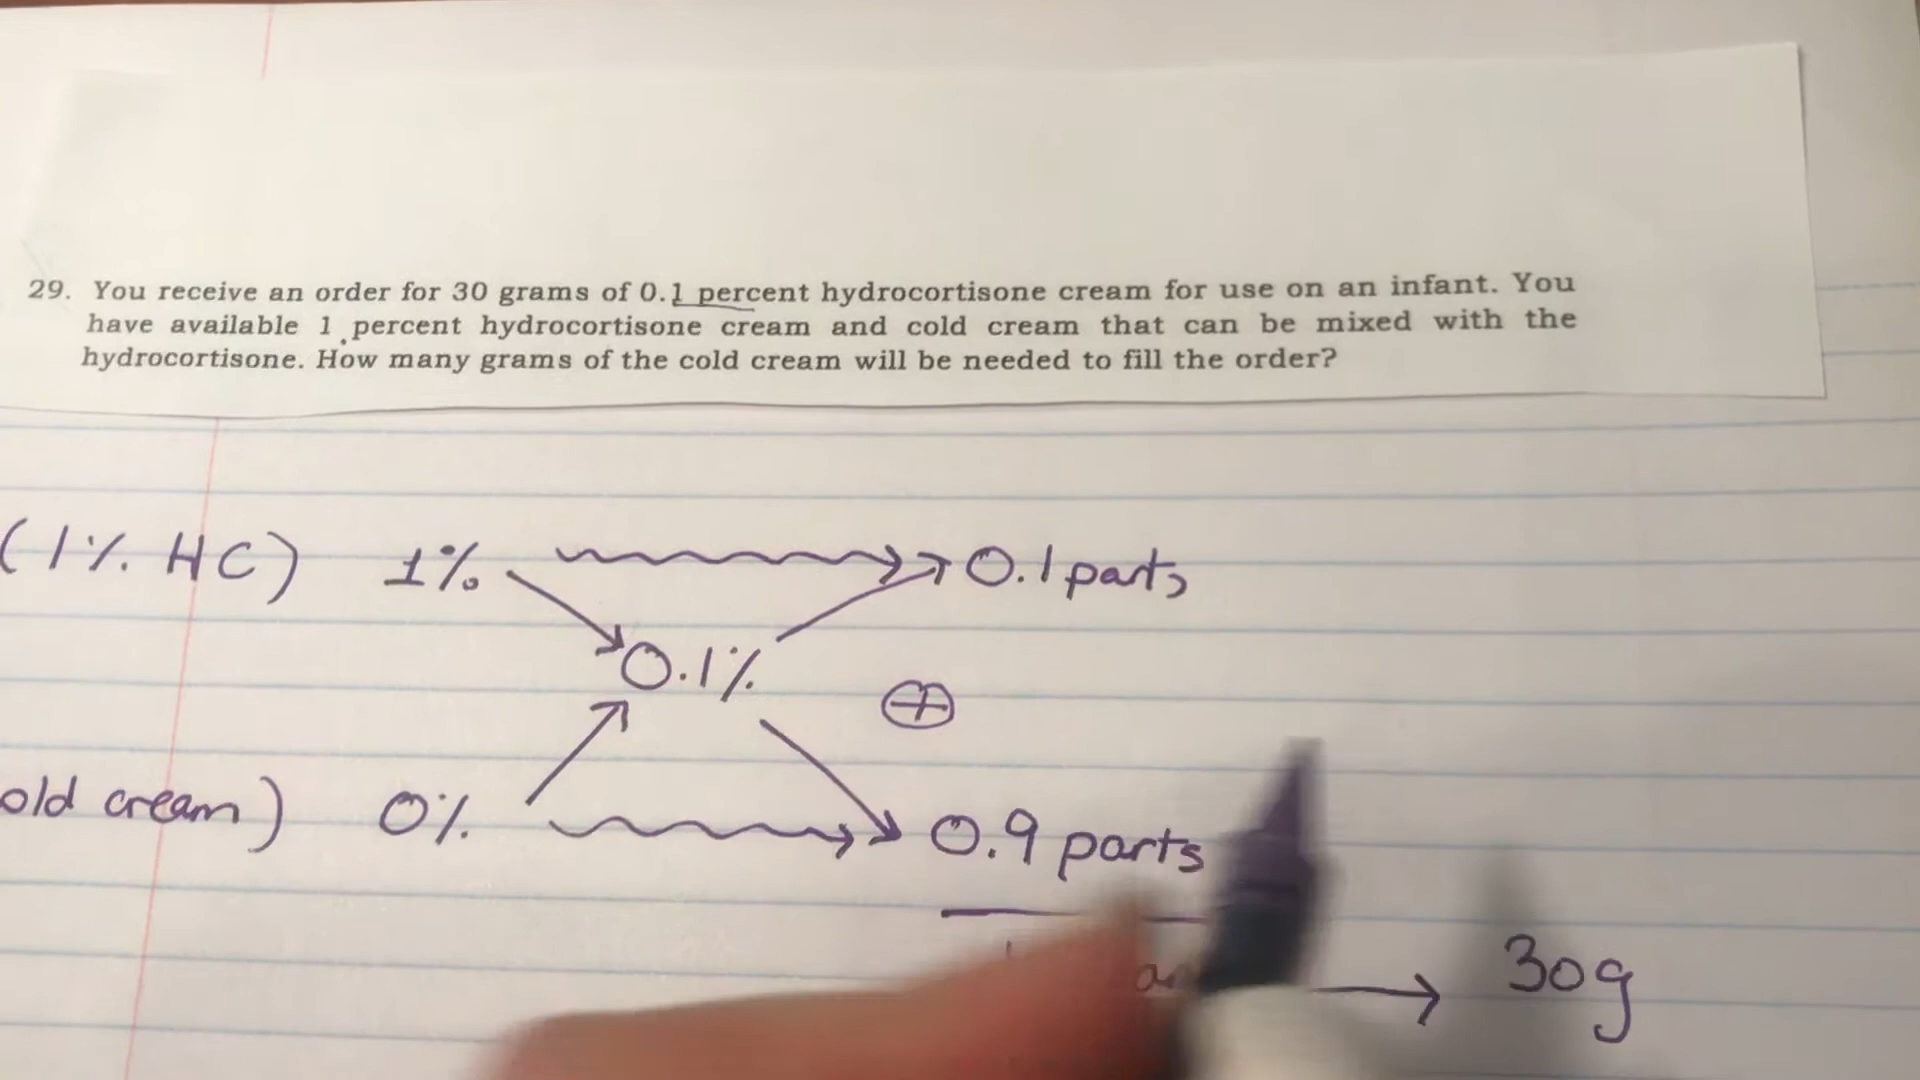 29. You receive an order for 30 grams of 0.1 percent hydrocortisone cream for use on an infant. You
have available 1 percent hydrocortisone cream and cold cream that can be mixed with the
hydrocortisone. How many grams of the cold cream will be needed to fill the order?
(1% HC) 1% 0.1 parts
0.1%
+
old cream) 0% 0.9 parts
30g